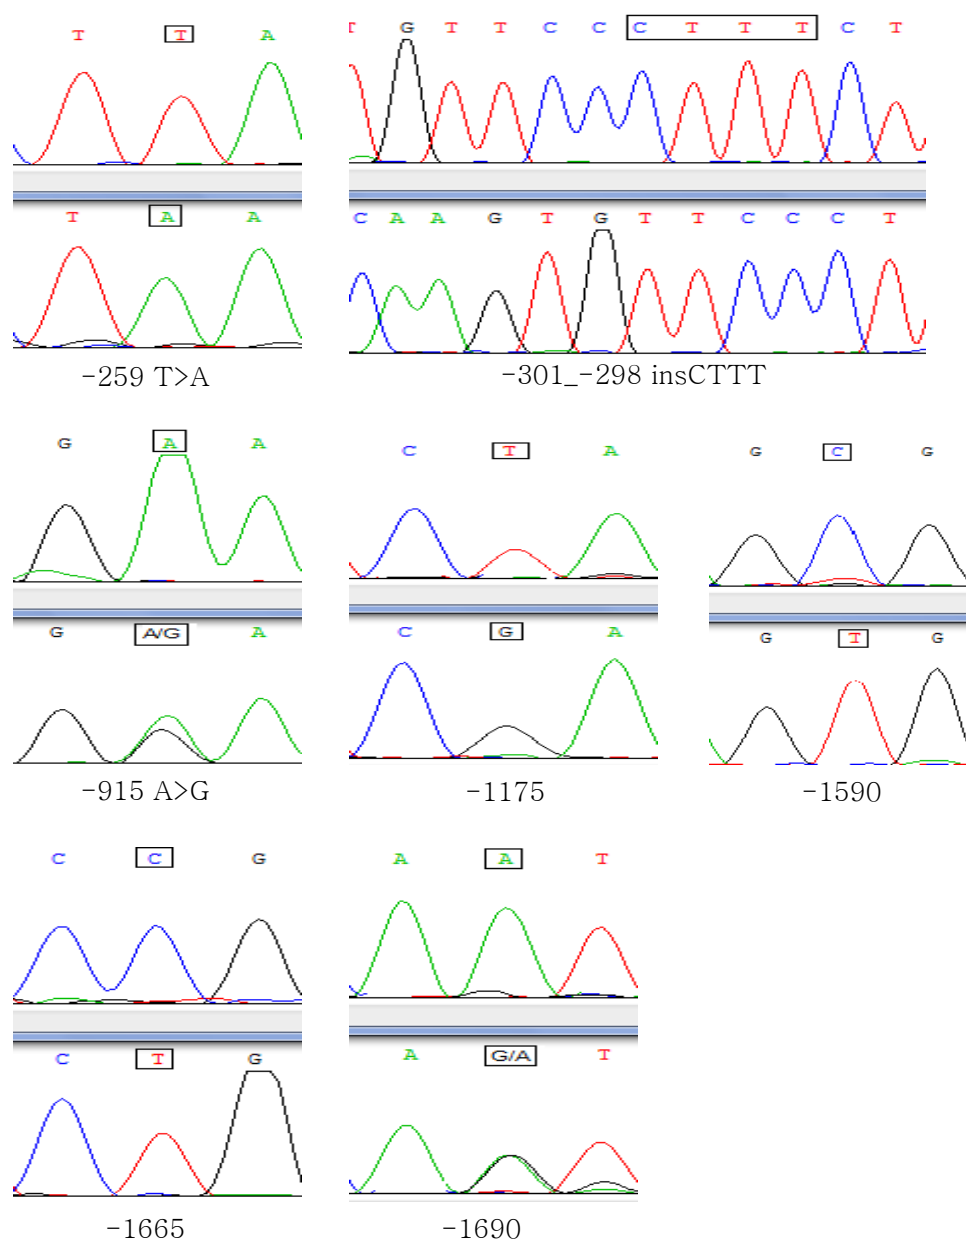 T T A
T G T T C C C T T T C T
T A A
C A A G T G T T C C C T
-259 T>A
-301_-298 insCTTT
G A A
C T A
G C G
G A/G A
C G A
G T G
-915 A>G
-1175
-1590
C C G
A A T
C T G
A G/A T
-1665
-1690